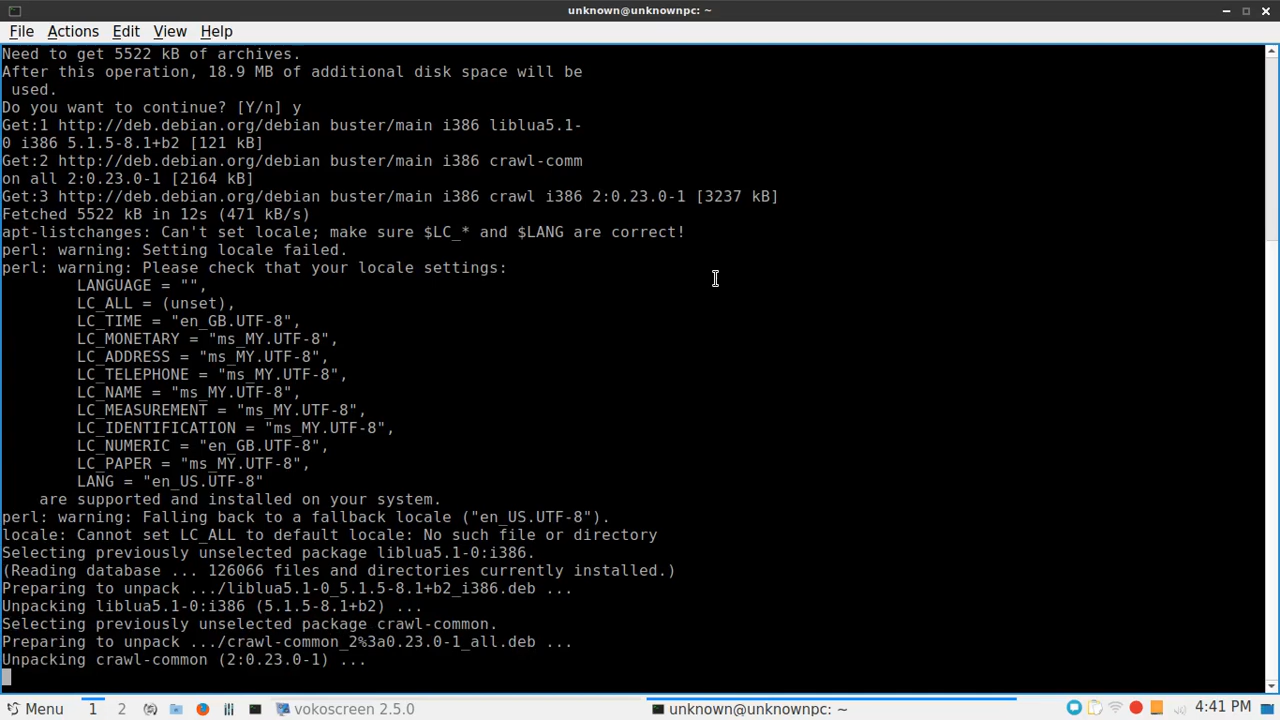 unknown@unknownpc: ~
File Actions Edit View Help
Need to get 5522 kB of archives.
After this operation, 18.9 MB of additional disk space will be
 used.
Do you want to continue? [Y/n] y
Get:1 http://deb.debian.org/debian buster/main i386 liblua5.1-
0 i386 5.1.5-8.1+b2 [121 kB]
Get:2 http://deb.debian.org/debian buster/main i386 crawl-comm
on all 2:0.23.0-1 [2164 kB]
Get:3 http://deb.debian.org/debian buster/main i386 crawl i386 2:0.23.0-1 [3237 kB]
Fetched 5522 kB in 12s (471 kB/s)
apt-listchanges: Can't set locale; make sure $LC_* and $LANG are correct!
perl: warning: Setting locale failed.
perl: warning: Please check that your locale settings:
        LANGUAGE = "",
        LC_ALL = (unset),
        LC_TIME = "en_GB.UTF-8",
        LC_MONETARY = "ms_MY.UTF-8",
        LC_ADDRESS = "ms_MY.UTF-8",
        LC_TELEPHONE = "ms_MY.UTF-8",
        LC_NAME = "ms_MY.UTF-8",
        LC_MEASUREMENT = "ms_MY.UTF-8",
        LC_IDENTIFICATION = "ms_MY.UTF-8",
        LC_NUMERIC = "en_GB.UTF-8",
        LC_PAPER = "ms_MY.UTF-8",
        LANG = "en_US.UTF-8"
    are supported and installed on your system.
perl: warning: Falling back to a fallback locale ("en_US.UTF-8").
locale: Cannot set LC_ALL to default locale: No such file or directory
Selecting previously unselected package liblua5.1-0:i386.
(Reading database ... 126066 files and directories currently installed.)
Preparing to unpack .../liblua5.1-0_5.1.5-8.1+b2_i386.deb ...
Unpacking liblua5.1-0:i386 (5.1.5-8.1+b2) ...
Selecting previously unselected package crawl-common.
Preparing to unpack .../crawl-common_2%3a0.23.0-1_all.deb ...
Unpacking crawl-common (2:0.23.0-1) ...
Menu 1 2 vokoscreen 2.5.0 unknown@unknownpc: ~ 4:41 PM